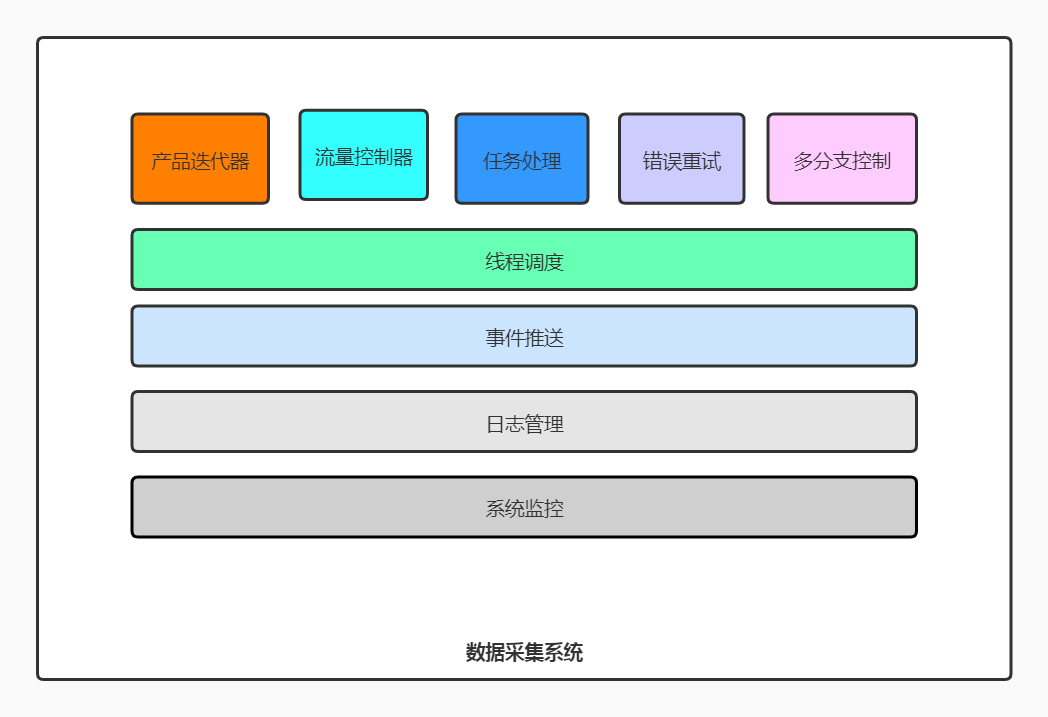 产品迭代器
流量控制器
任务处理
错误重试
多分支控制
线程调度
事件推送
日志管理
系统监控
数据采集系统